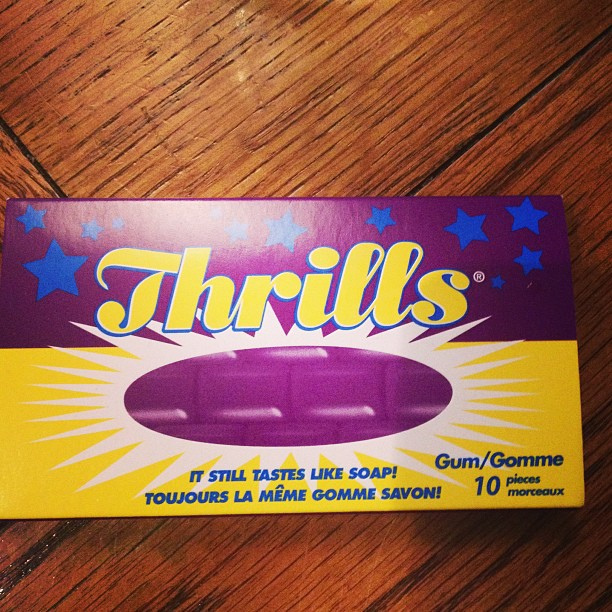 Thrills®
IT STILL TASTES LIKE SOAP!
TOUJOURS LA MÊME GOMME SAVON!
Gum/Gomme
10 pieces
morceaux